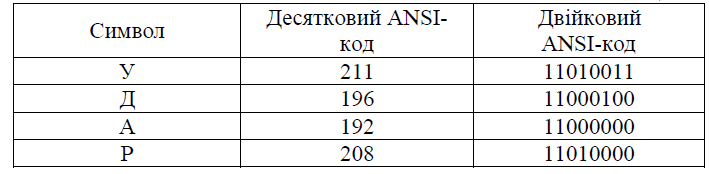 Символ Десятковий ANSI-код Двійковий ANSI-код
У 211 11010011
Д 196 11000100
А 192 11000000
Р 208 11010000